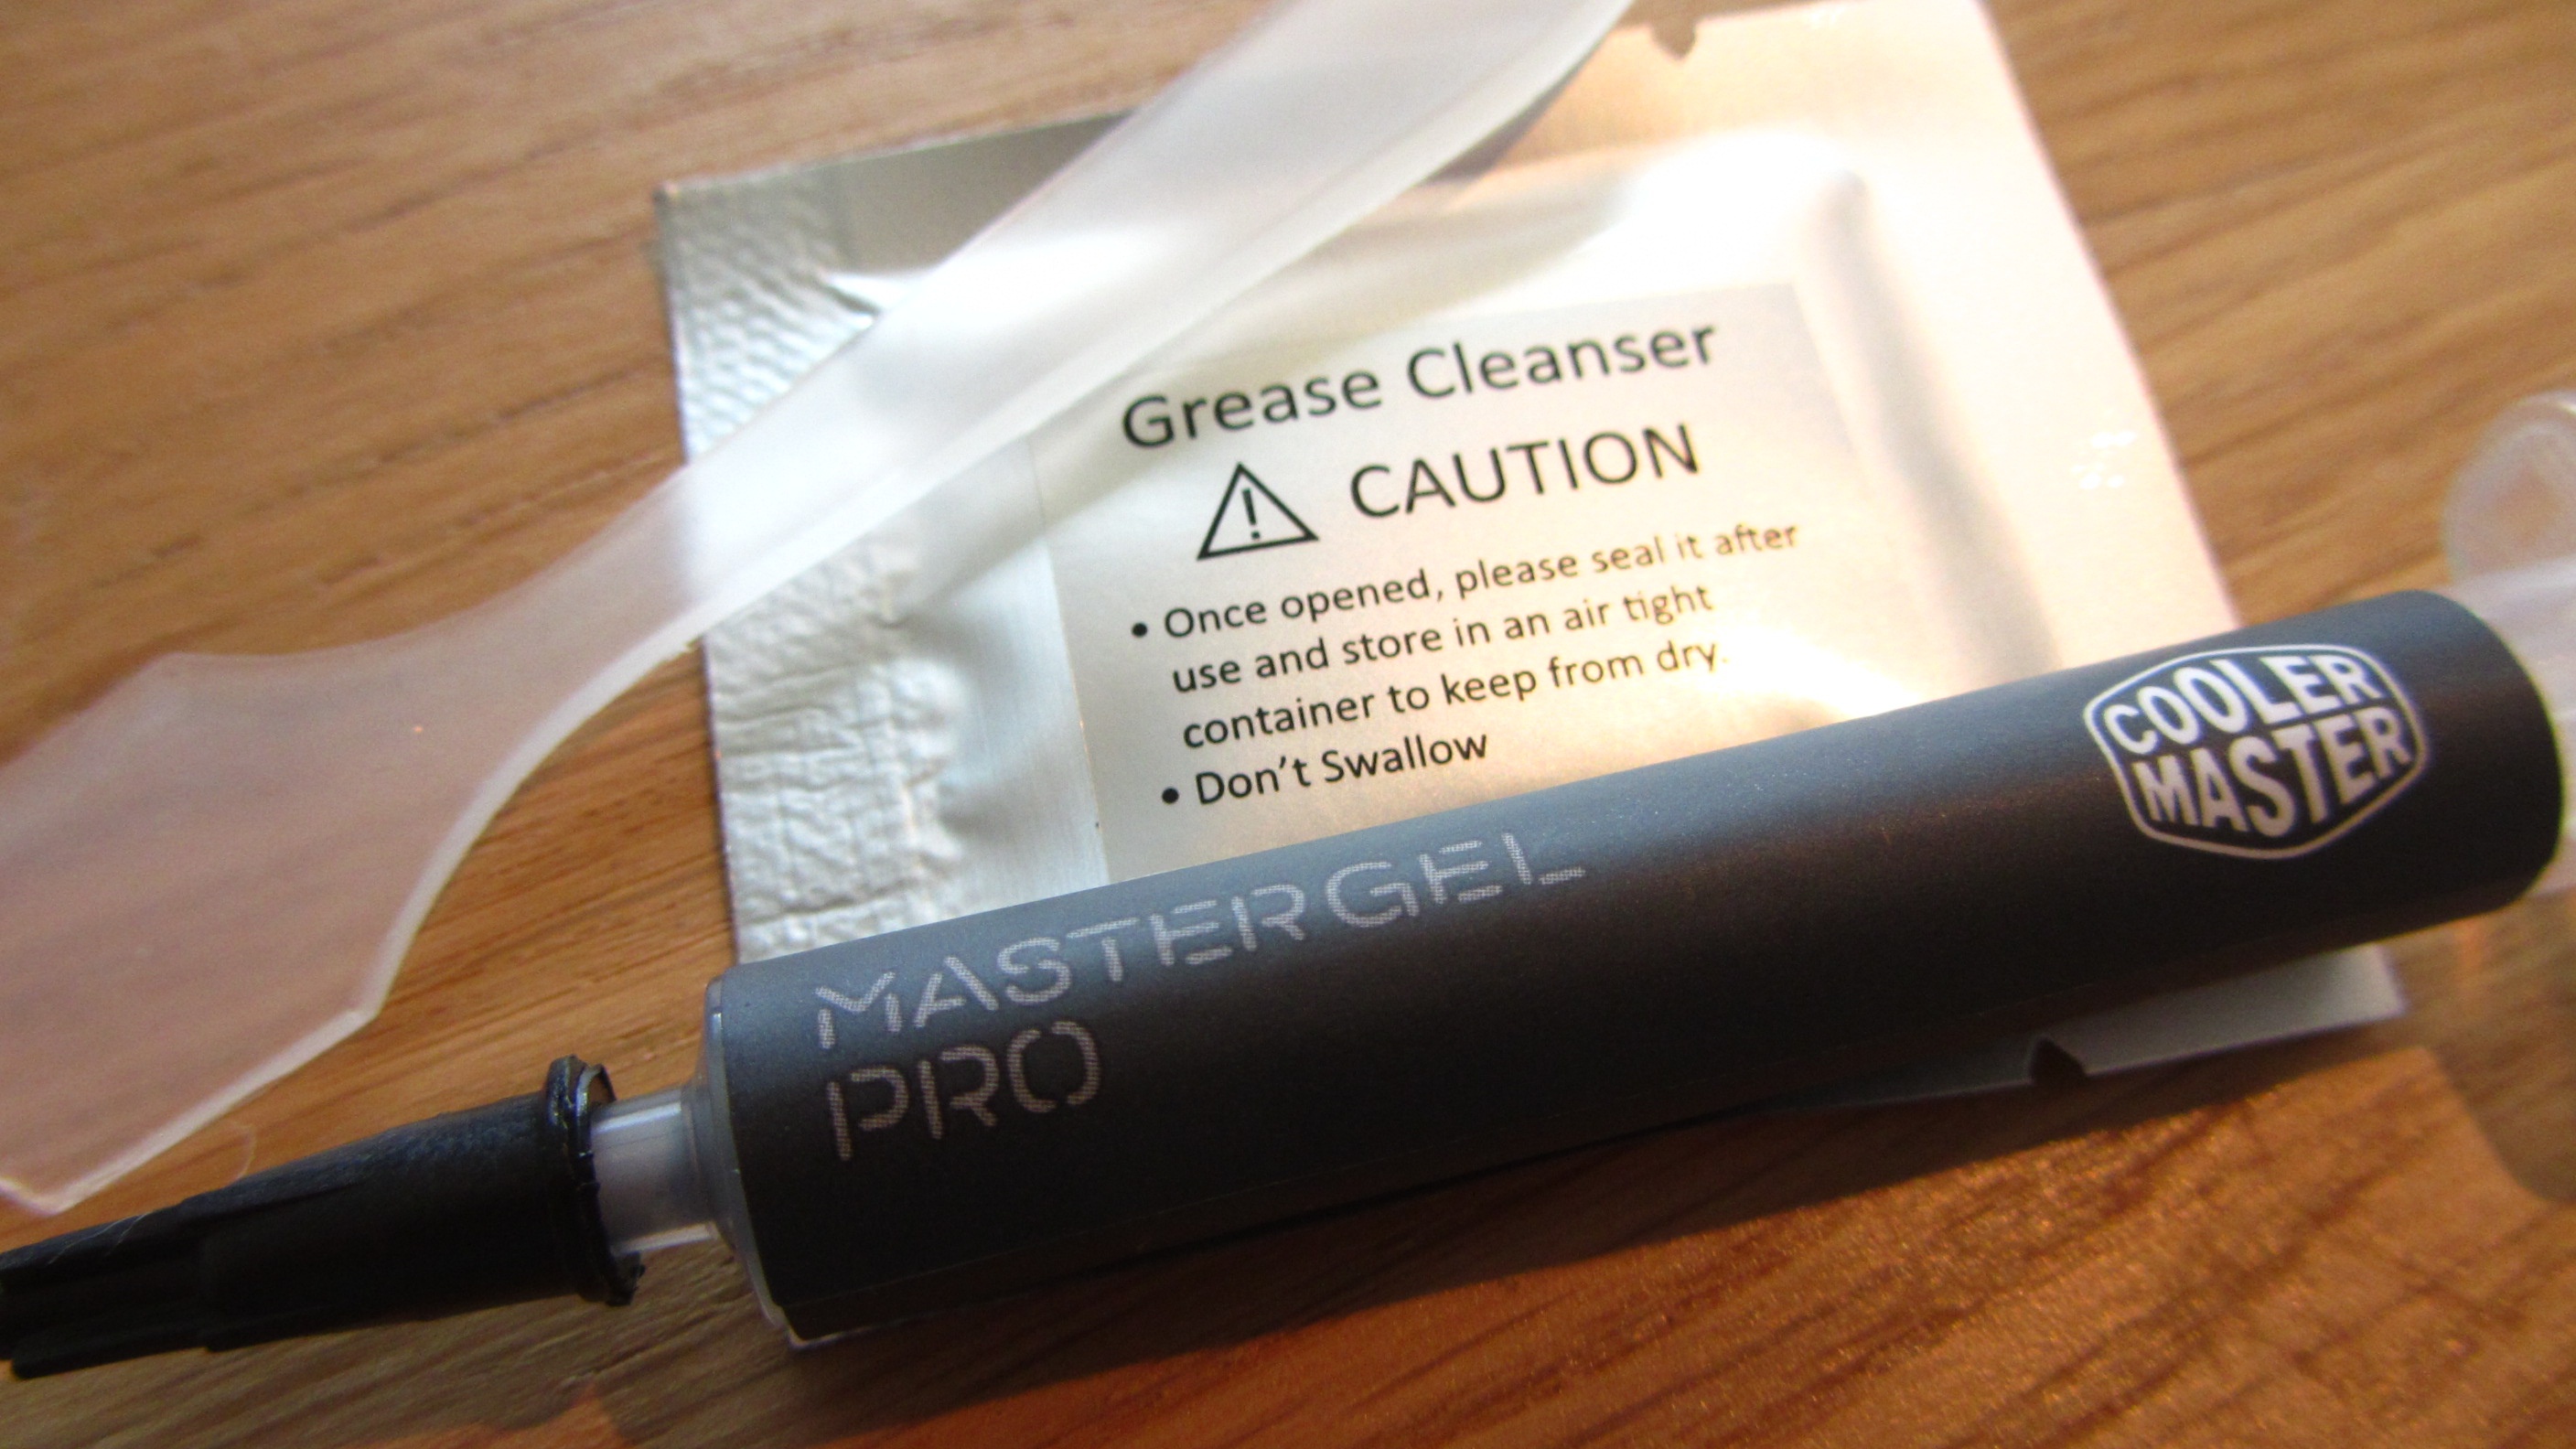 Grease Cleanser
CAUTION
• Once opened, please seal it after
use and store in an air tight
container to keep from dry.
• Don't Swallow
MASTERGEL
PRO
COOLER
MASTER